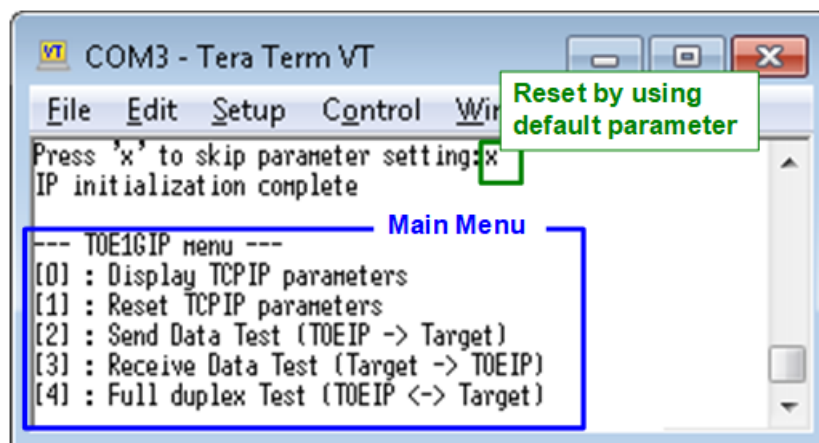 COM3 - Tera Term VT
File Edit Setup Control
Reset by using
default parameter
Press 'x' to skip parameter setting:x
IP initialization complete
Main Menu
--- TOE1GIP menu ---
[0] : Display TCPIP parameters
[1] : Reset TCPIP parameters
[2] : Send Data Test (TOEIP -> Target)
[3] : Receive Data Test (Target -> TOEIP)
[4] : Full duplex Test (TOEIP <-> Target)